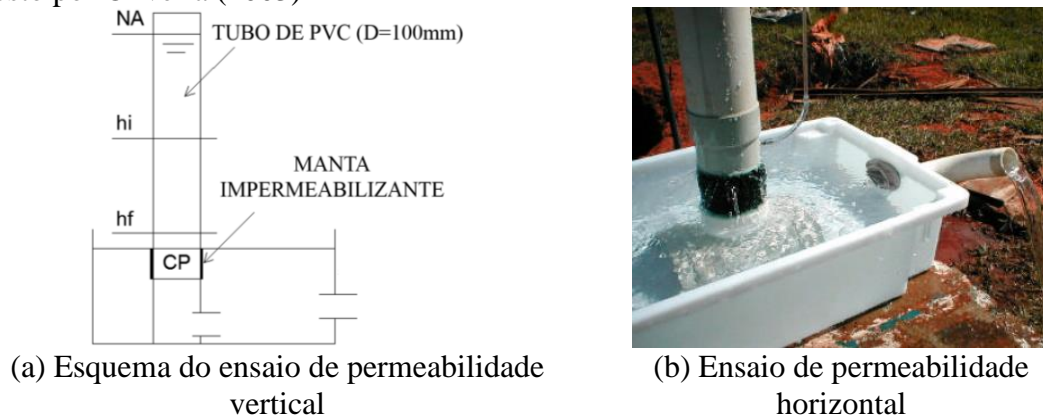 NA
TUBO DE PVC (D=100mm)
hi
MANTA
IMPERMEABILIZANTE
hf
CP
(a) Esquema do ensaio de permeabilidade
vertical
(b) Ensaio de permeabilidade
horizontal